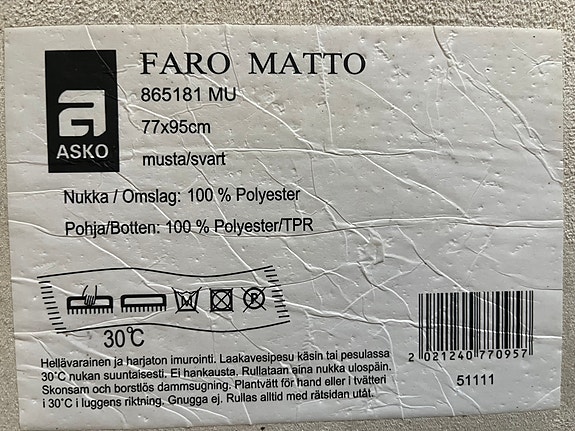 FARO MATTO
a
ASKO
865181 MU
77x95cm
musta/svart
Nukka / Omslag: 100 % Polyester
Pohja/Botten: 100 % Polyester/TPR
P
30°C
Hellävarainen ja harjaton imurointi. Laakavesipesu käsin tai pesulassa
30°C nukan suuntaisesti. Ei hankausta. Rullataan aina nukka ulospäin.
Skonsam och borstlös dammsugning. Plantvätt för hand eller i tvätteri
i 30°C i luggens riktning. Gnugga ej. Rullas alltid med rätsidan utåt.
2 021240 770957
51111